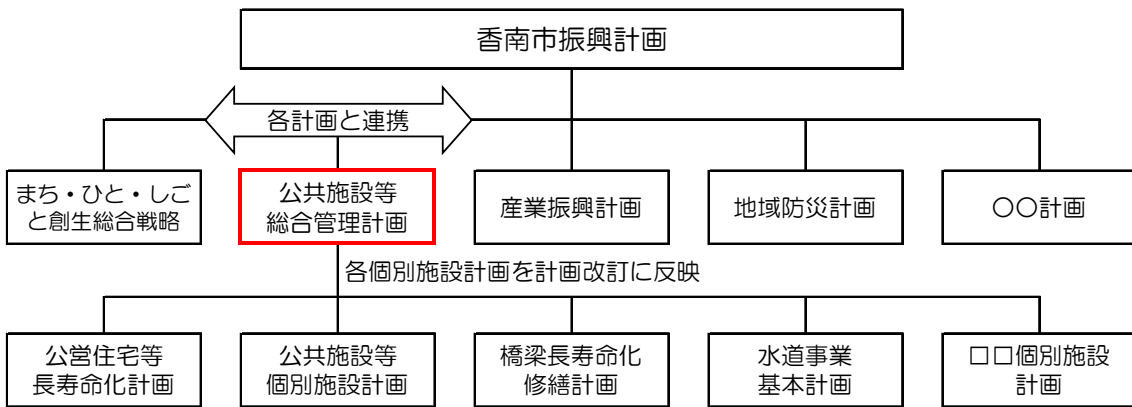 香南市振興計画
各計画と連携
まち・ひと・しご
と創生総合戦略
公共施設等
総合管理計画
産業振興計画
地域防災計画
〇〇計画
各個別施設計画を計画改訂に反映
公営住宅等
長寿命化計画
公共施設等
個別施設計画
橋梁長寿命化
修繕計画
水道事業
基本計画
□□個別施設
計画